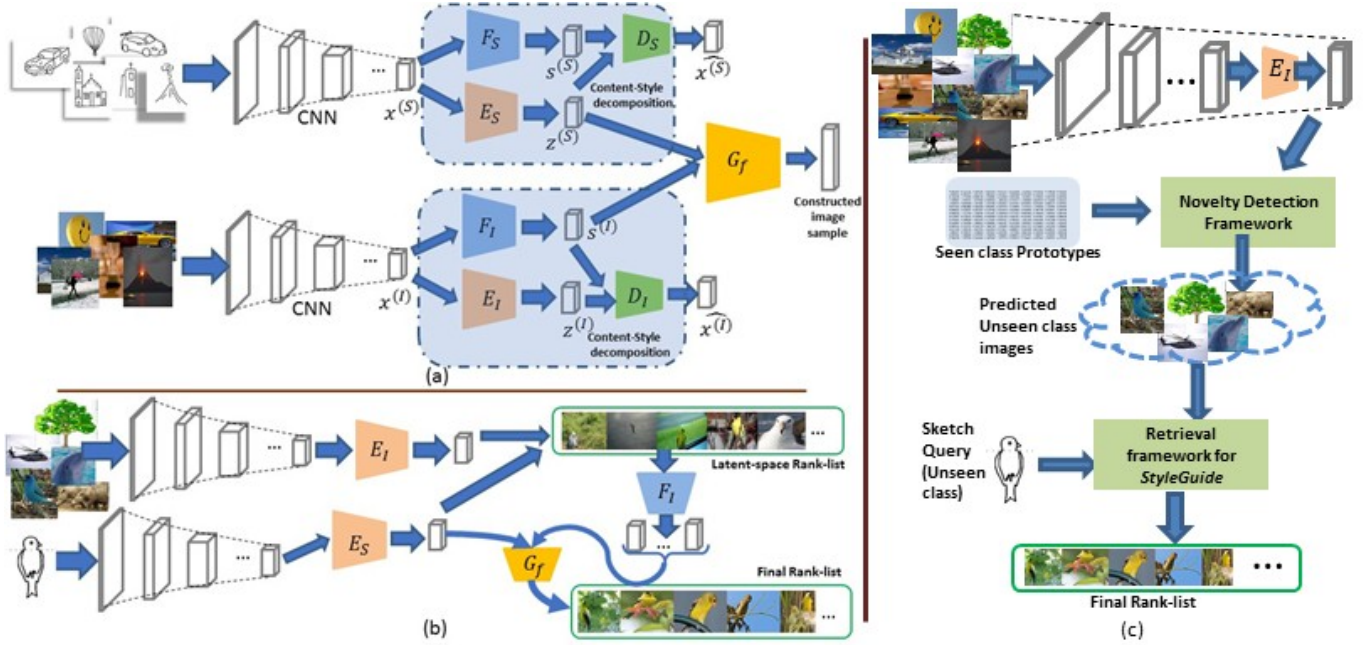 F_S
s^(S)
D_S
\widehat{x^(S)}
Content-Style
decomposition
...
CNN
x^(S)
E_S
z^(S)
G_f
Constructed
image
sample
F_I
s^(I)
...
CNN
x^(I)
E_I
z^(I)
D_I
\widehat{x^(I)}
Content-Style
decomposition
(a)
...
E_I
...
Latent-space Rank-list
F_I
...
...
E_S
G_f
Final Rank-list
...
(b)
...
E_I
Novelty Detection
Framework
Seen class Prototypes
Predicted
Unseen class
images
Sketch
Query
(Unseen
class)
Retrieval
framework for
StyleGuide
...
Final Rank-list
(c)